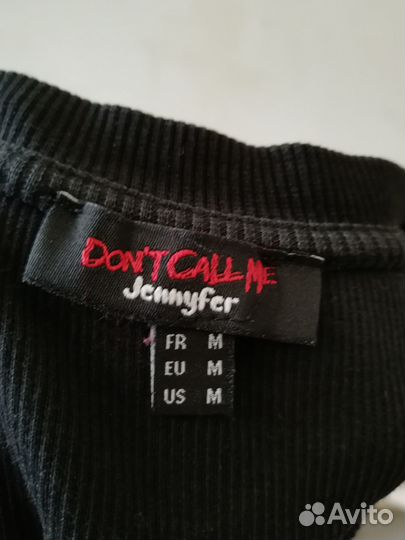 DON'T CALL ME
Jennyfer
FR M
EU M
US M
Avito